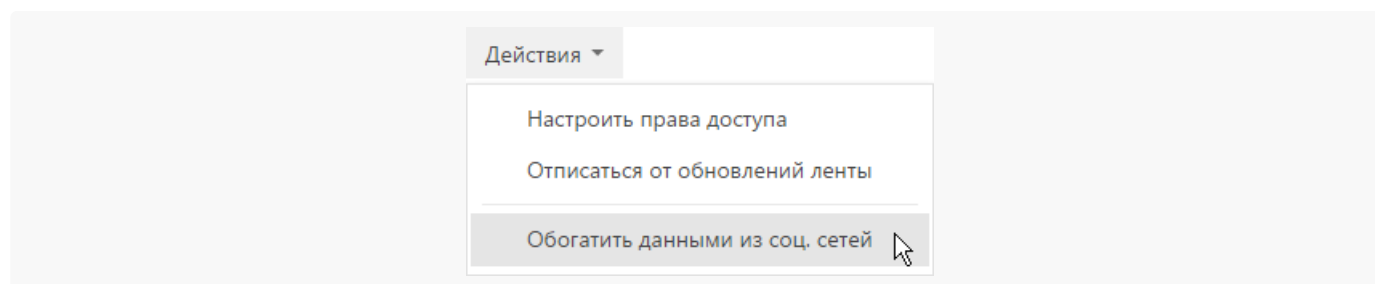 Действия
Настроить права доступа
Отписаться от обновлений ленты
Обогатить данными из соц. сетей